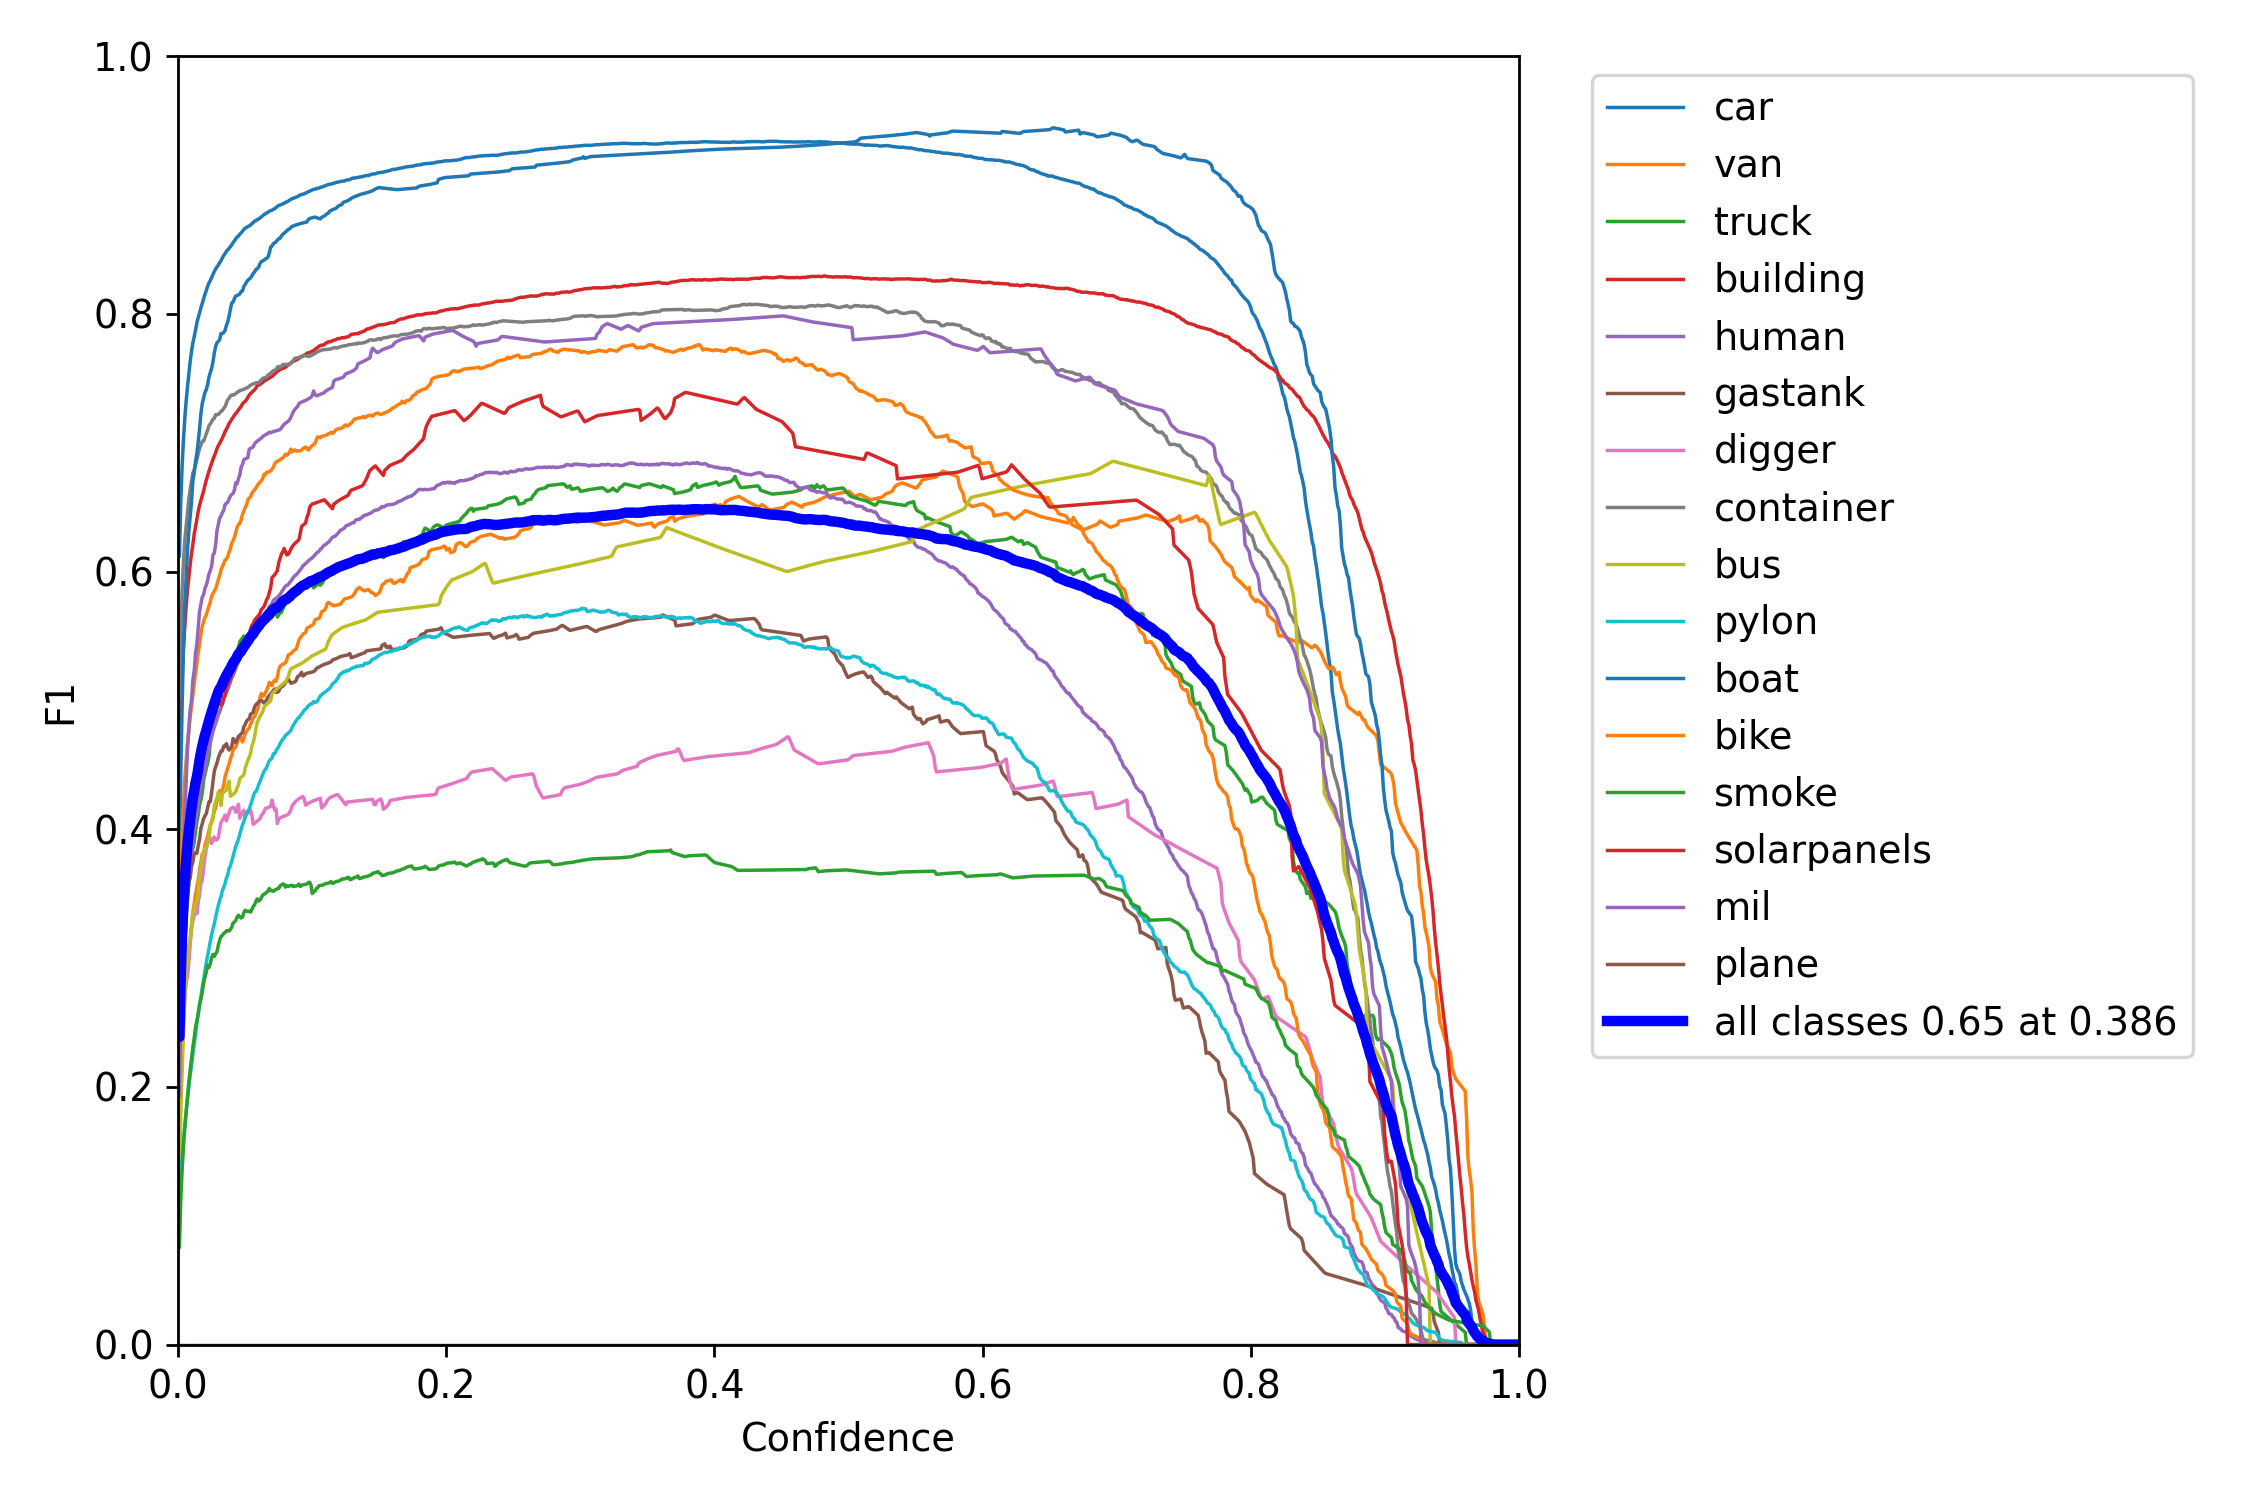 1.0
0.8
0.6
0.4
0.2
0.0
F1
0.0 0.2 0.4 0.6 0.8 1.0
Confidence
car
van
truck
building
human
gastank
digger
container
bus
pylon
boat
bike
smoke
solarpanels
mil
plane
all classes 0.65 at 0.386